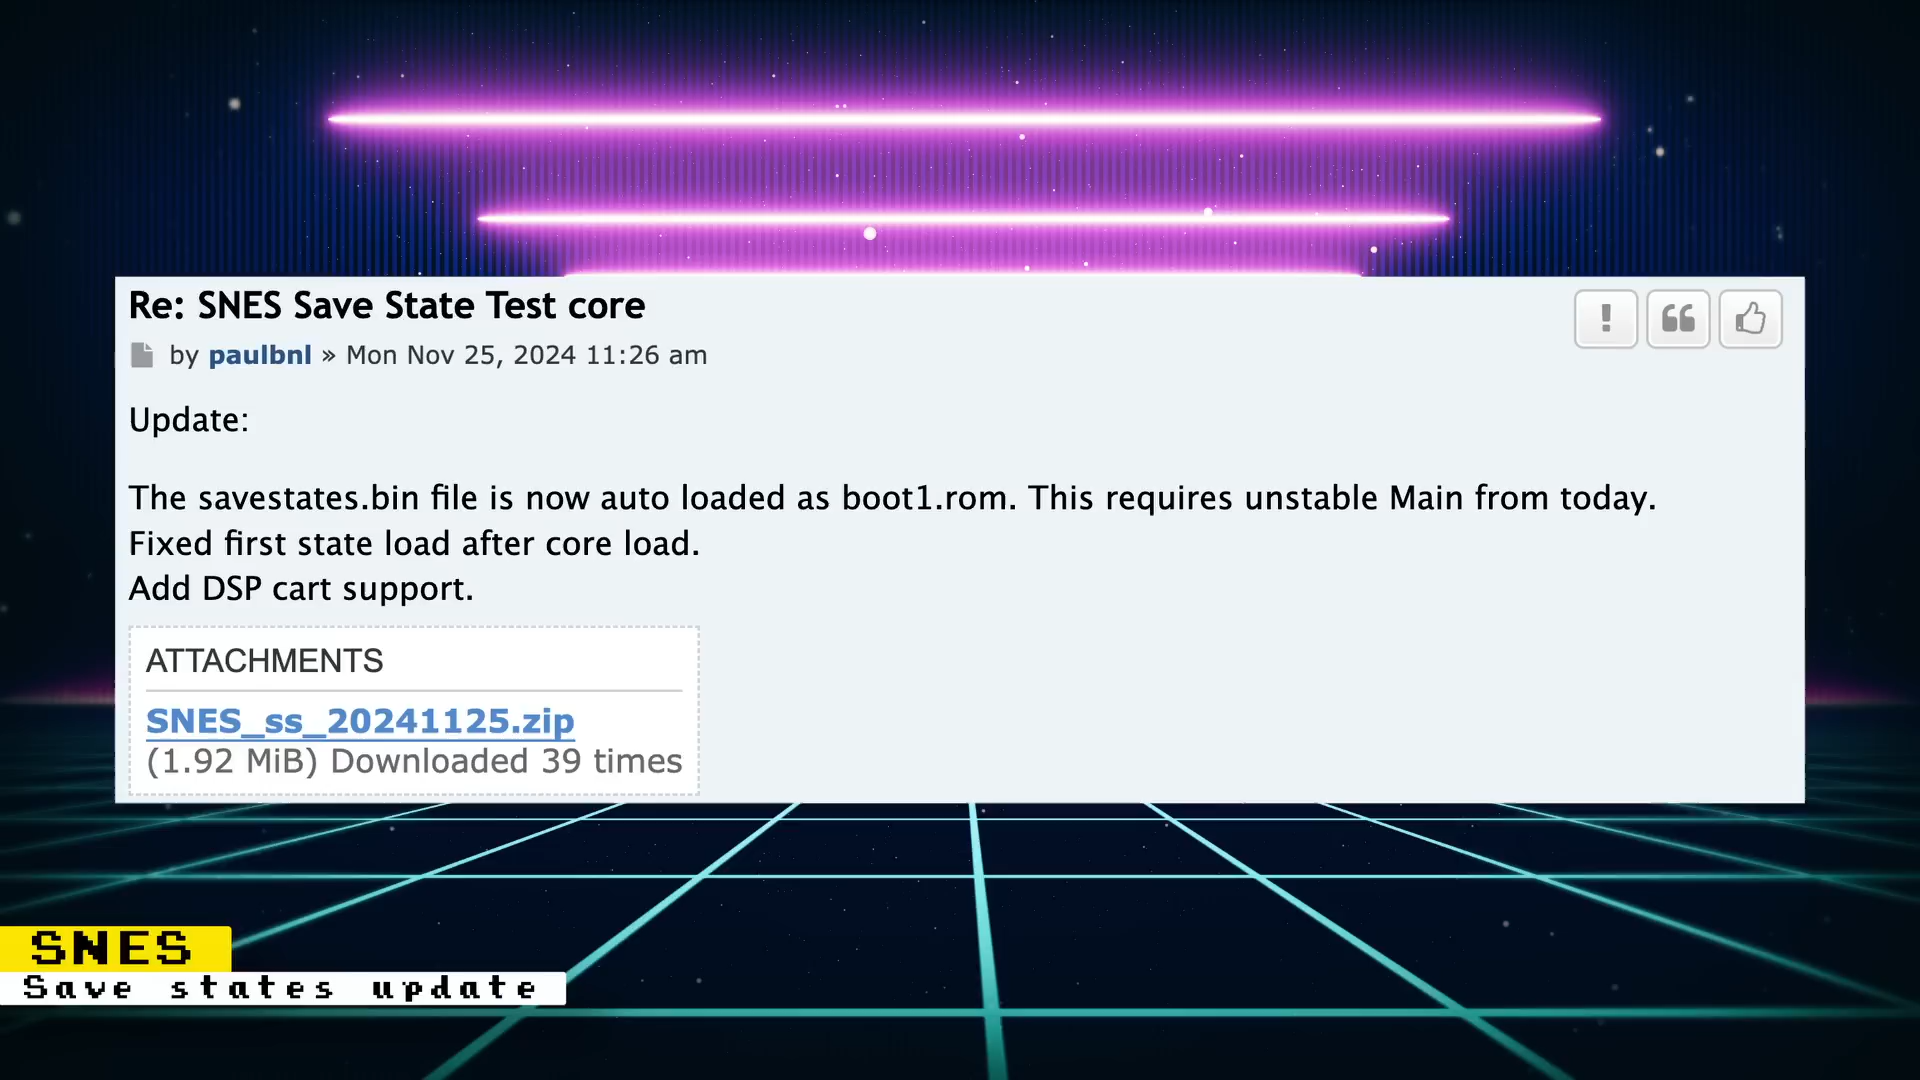 Re: SNES Save State Test core
by paulbnl » Mon Nov 25, 2024 11:26 am
Update:
The savestates.bin file is now auto loaded as boot1.rom. This requires unstable Main from today.
Fixed first state load after core load.
Add DSP cart support.
ATTACHMENTS
SNES_ss_20241125.zip
(1.92 MiB) Downloaded 39 times
SNES
Save states update